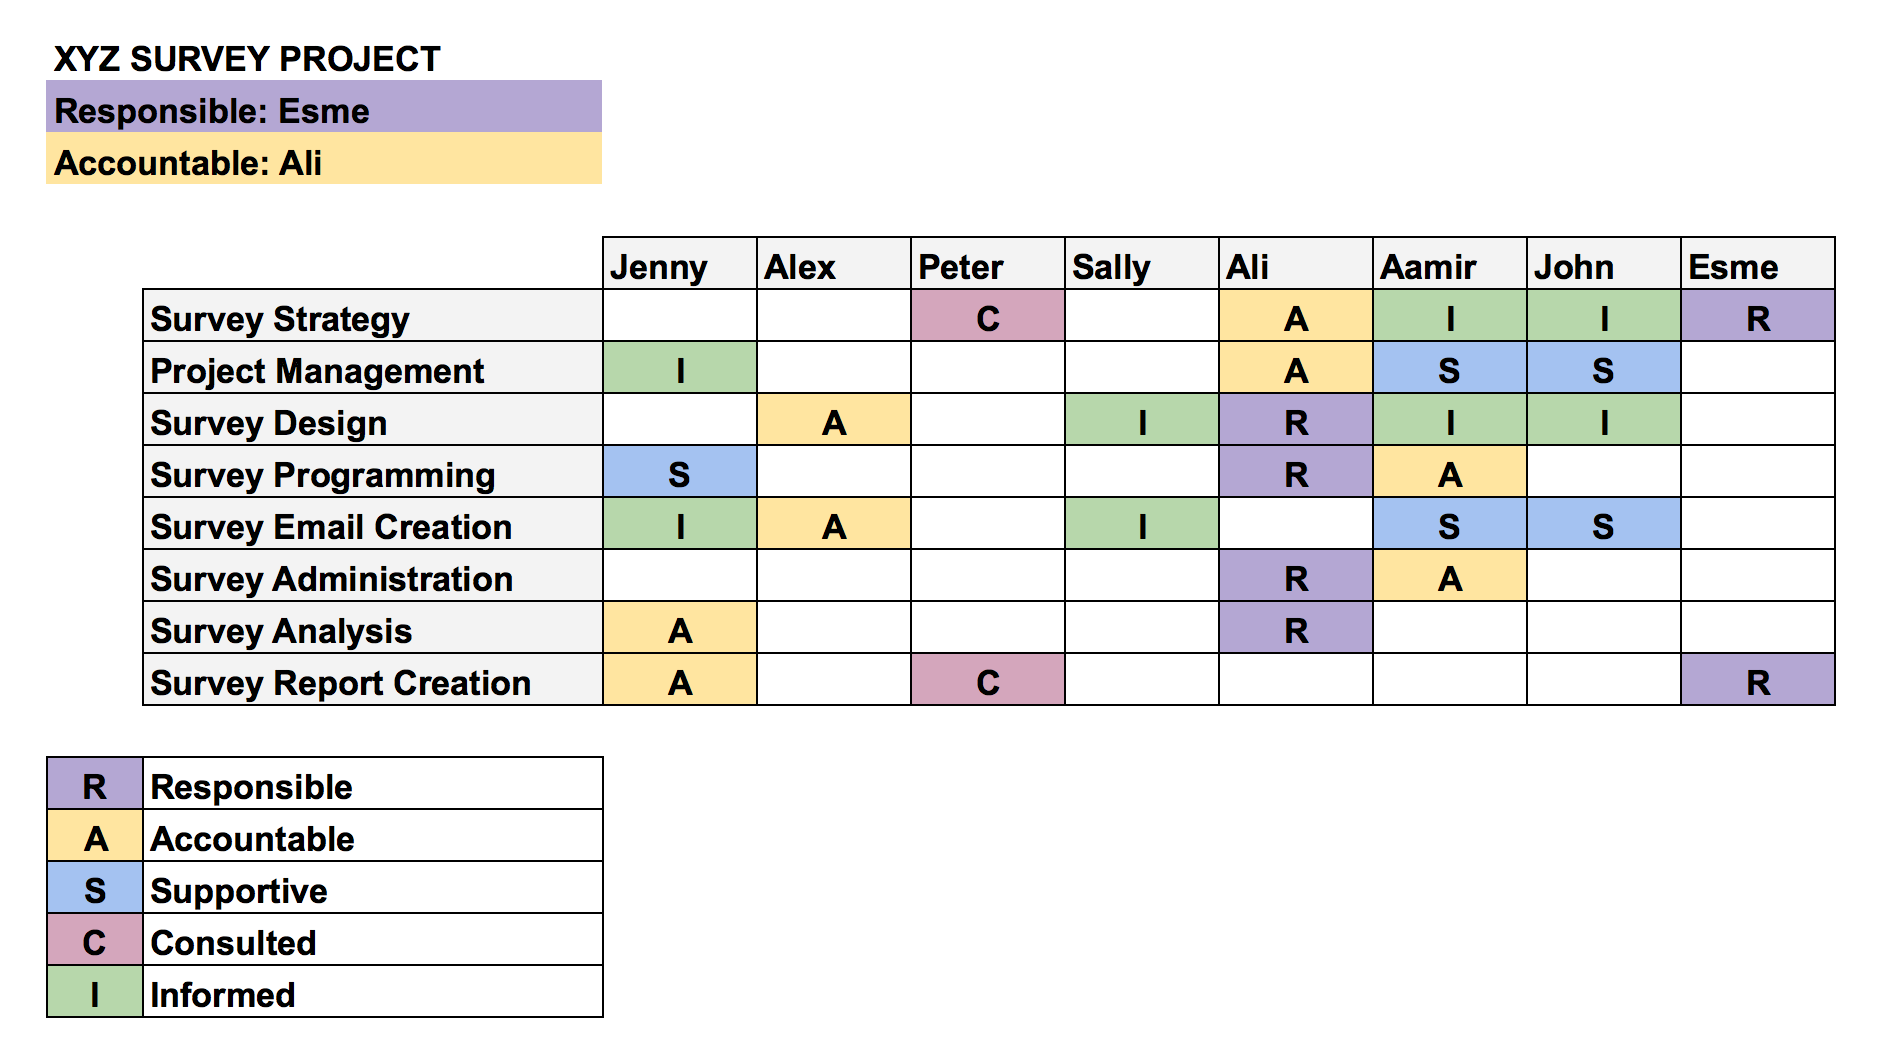 XYZ SURVEY PROJECT
Responsible: Esme
Accountable: Ali
Jenny Alex Peter Sally Ali Aamir John Esme
Survey Strategy C A I I R
Project Management I A S S
Survey Design A I R I I
Survey Programming S R A
Survey Email Creation I A I S S
Survey Administration R A
Survey Analysis A R
Survey Report Creation A C R
R Responsible
A Accountable
S Supportive
C Consulted
I Informed